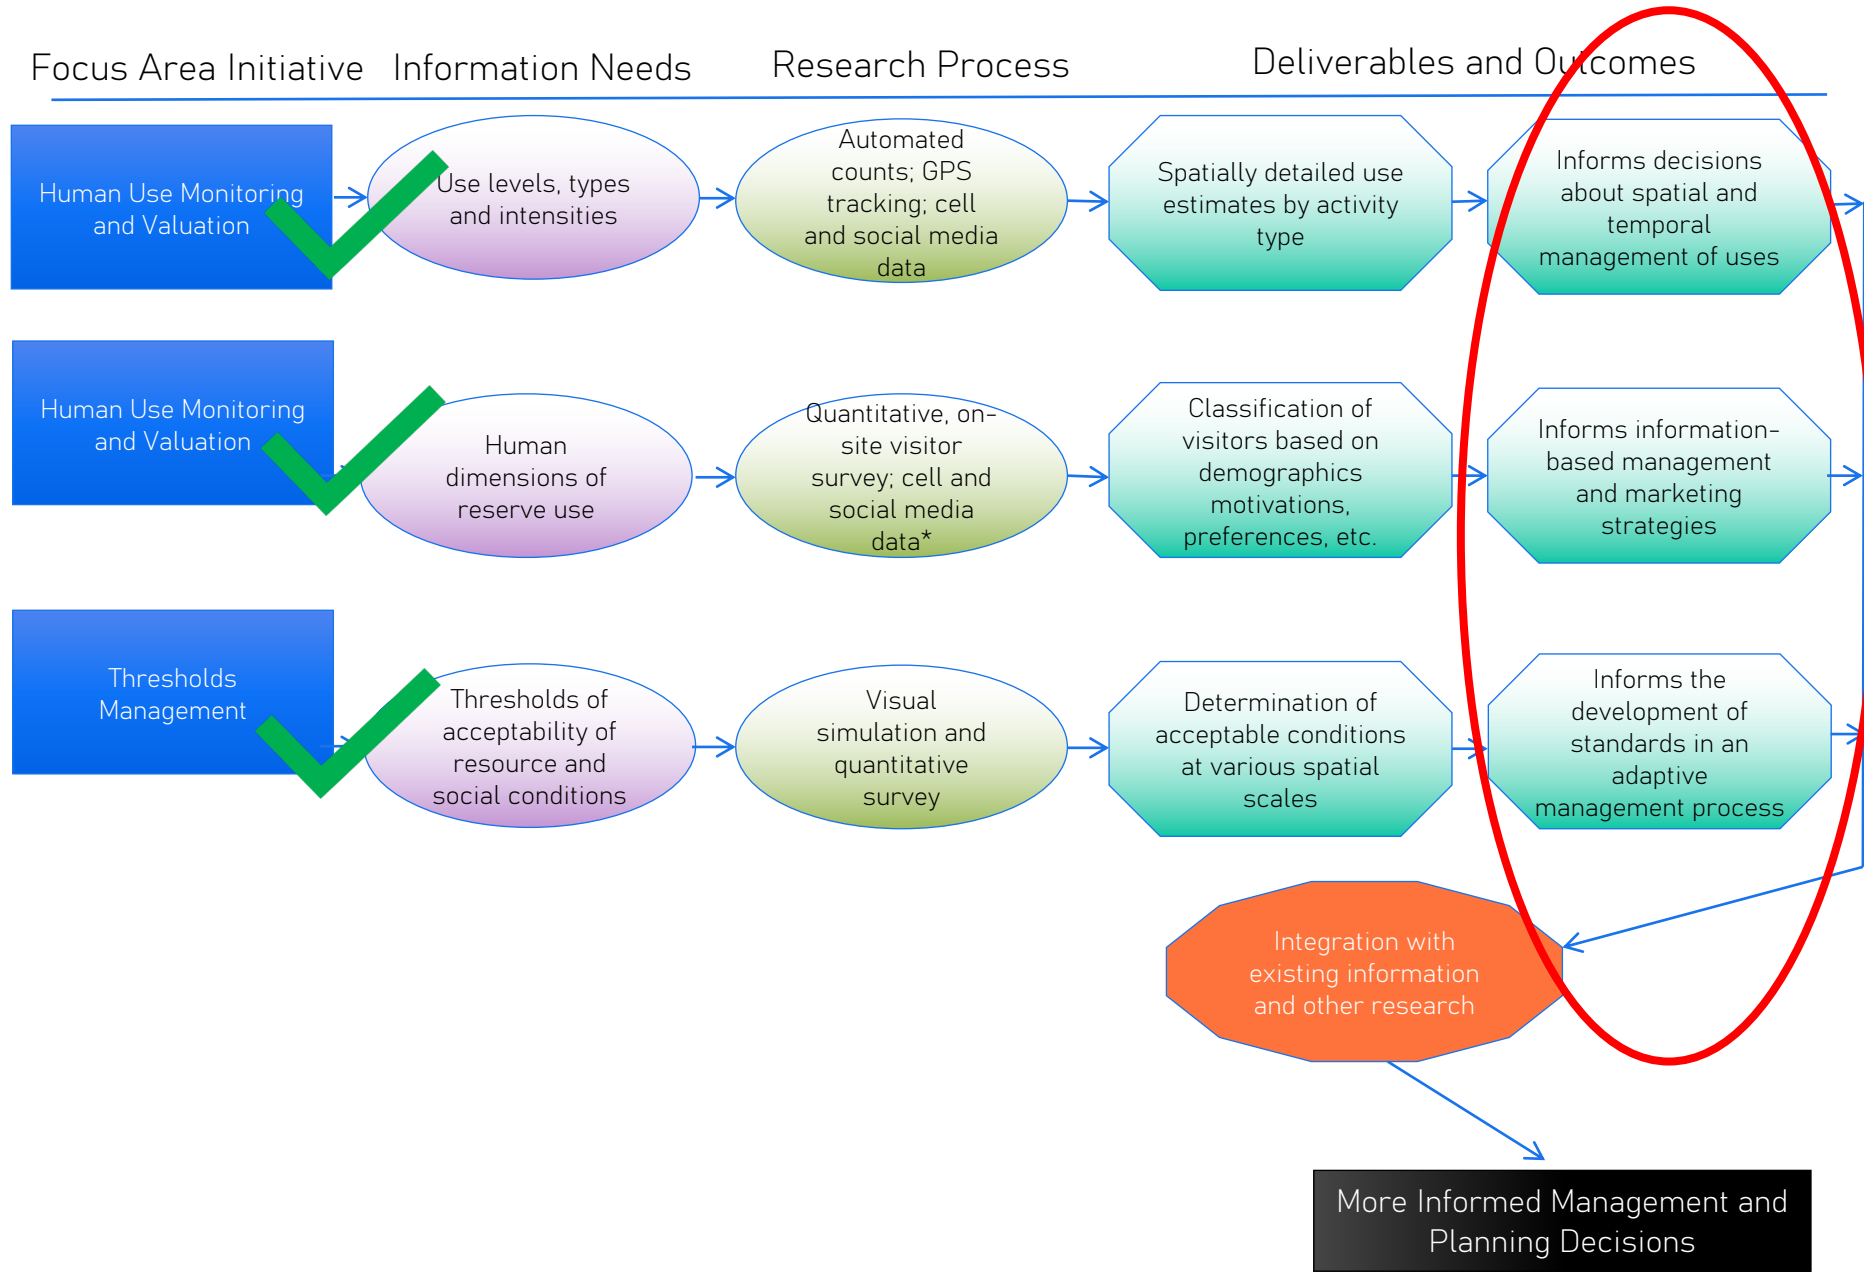 Focus Area Initiative
Information Needs
Research Process
Deliverables and Outcomes
Human Use Monitoring
and Valuation
Use levels, types
and intensities
Automated
counts; GPS
tracking; cell
and social media
data
Spatially detailed use
estimates by activity
type
Informs decisions
about spatial and
temporal
management of uses
Human Use Monitoring
and Valuation
Human
dimensions of
reserve use
Quantitative, on-
site visitor
survey; cell and
social media
data*
Classification of
visitors based on
demographics
motivations,
preferences, etc.
Informs information-
based management
and marketing
strategies
Thresholds
Management
Thresholds of
acceptability of
resource and
social conditions
Visual
simulation and
quantitative
survey
Determination of
acceptable conditions
at various spatial
scales
Informs the
development of
standards in an
adaptive
management process
Integration with
existing information
and other research
More Informed Management and
Planning Decisions